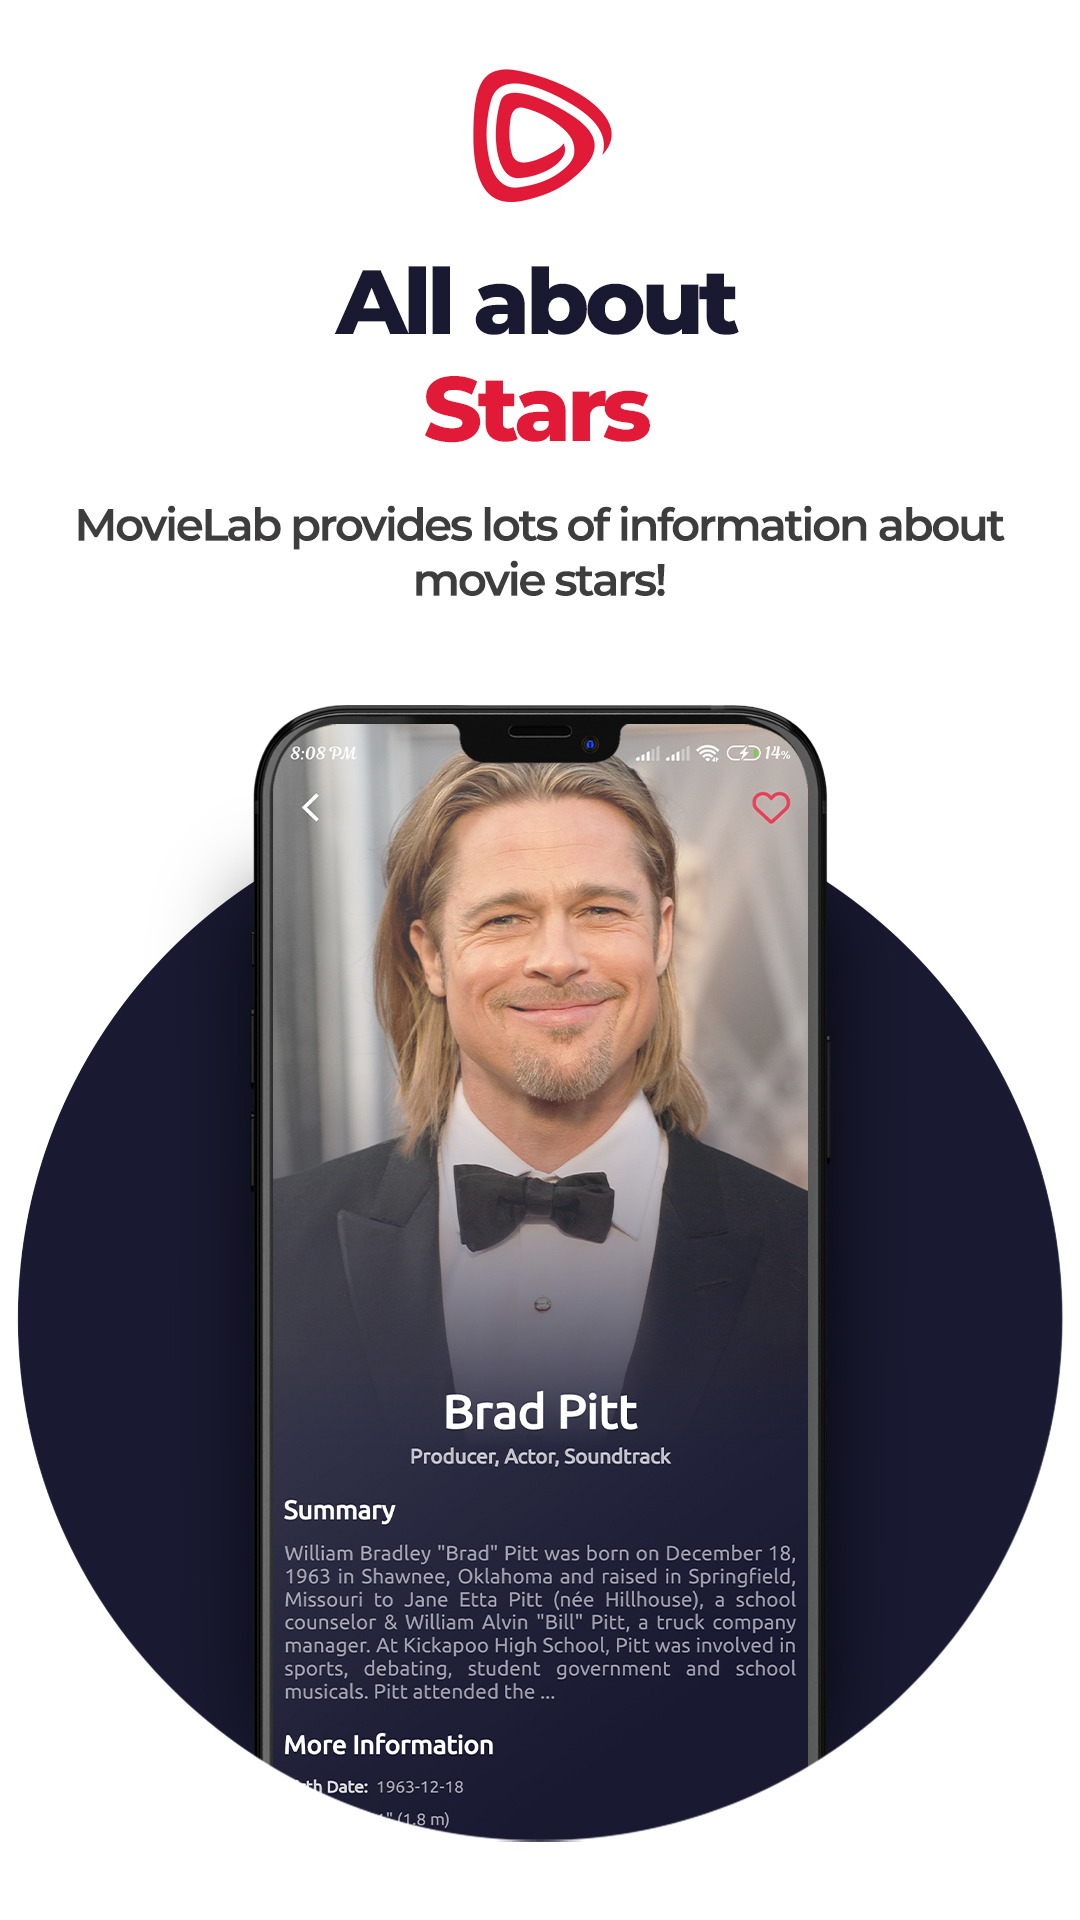 All about
Stars
MovieLab provides lots of information about
movie stars!
8:08 PM
14%
Brad Pitt
Producer, Actor, Soundtrack
Summary
William Bradley "Brad" Pitt was born on December 18,
1963 in Shawnee, Oklahoma and raised in Springfield,
Missouri to Jane Etta Pitt (née Hillhouse), a school
counselor & William Alvin "Bill" Pitt, a truck company
manager. At Kickapoo High School, Pitt was involved in
sports, debating, student government and school
musicals. Pitt attended the ...
More Information
Date: 1963-12-18
(1.8 m)